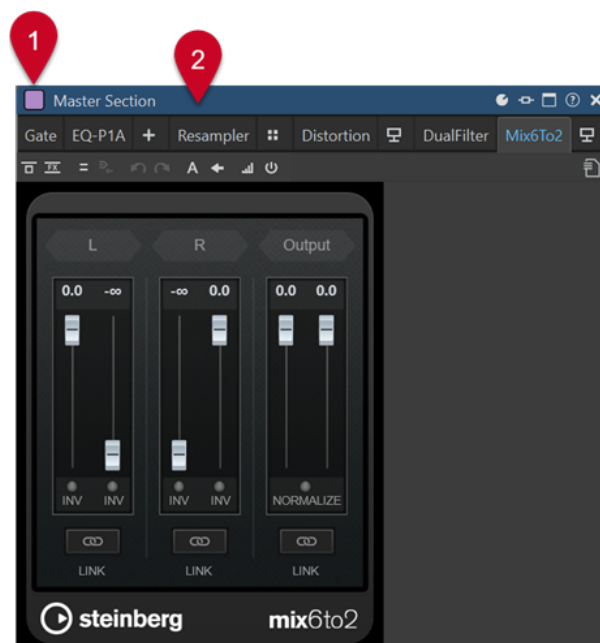 1
2
Master Section
Gate EQ-P1A + Resampler Distortion DualFilter Mix6To2
A
L R Output
0.0 -∞ -∞ 0.0 0.0 0.0
INV INV INV INV NORMALIZE
LINK LINK LINK
steinberg mix6to2